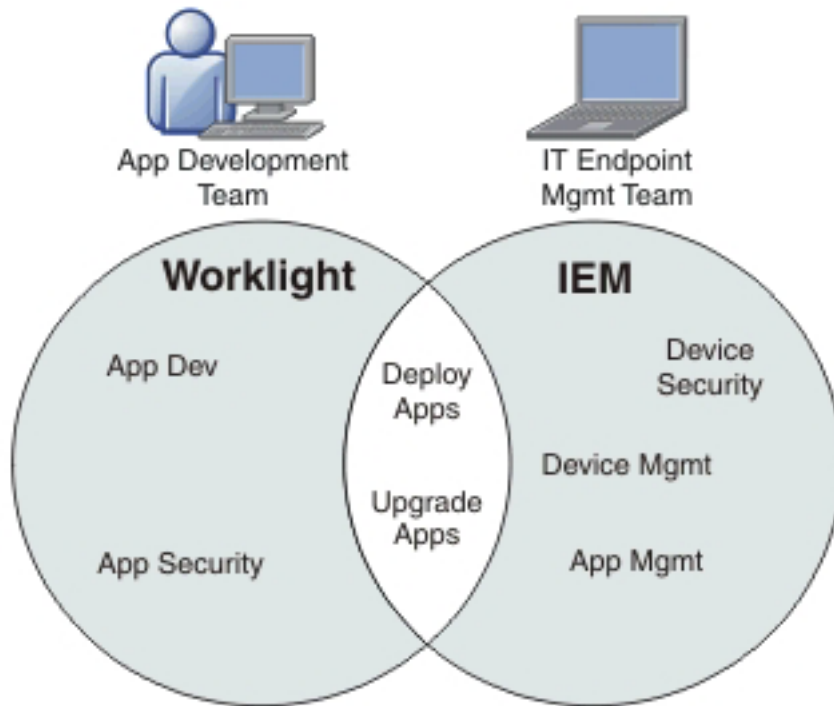 App Development
Team
IT Endpoint
Mgmt Team
Worklight
IEM
App Dev
Deploy
Apps
Device
Security
Device Mgmt
Upgrade
Apps
App Security
App Mgmt